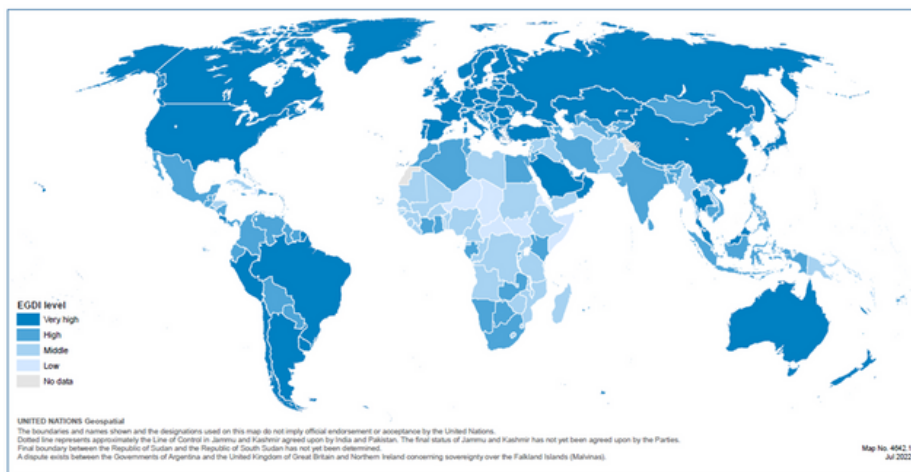 EGDI level
Very high
High
Middle
Low
No data
UNITED NATIONS Geospatial
The boundaries and names shown and the designations used on this map do not imply official endorsement or acceptance by the United Nations.
Dotted line represents approximately the Line of Control in Jammu and Kashmir agreed upon by India and Pakistan. The final status of Jammu and Kashmir has not yet been agreed upon by the Parties.
Final boundary between the Republic of Sudan and the Republic of South Sudan has not yet been determined.
A dispute exists between the Governments of Argentina and the United Kingdom of Great Britain and Northern Ireland concerning sovereignty over the Falkland Islands (Malvinas).
Map No. 4642.1
Jul 2022